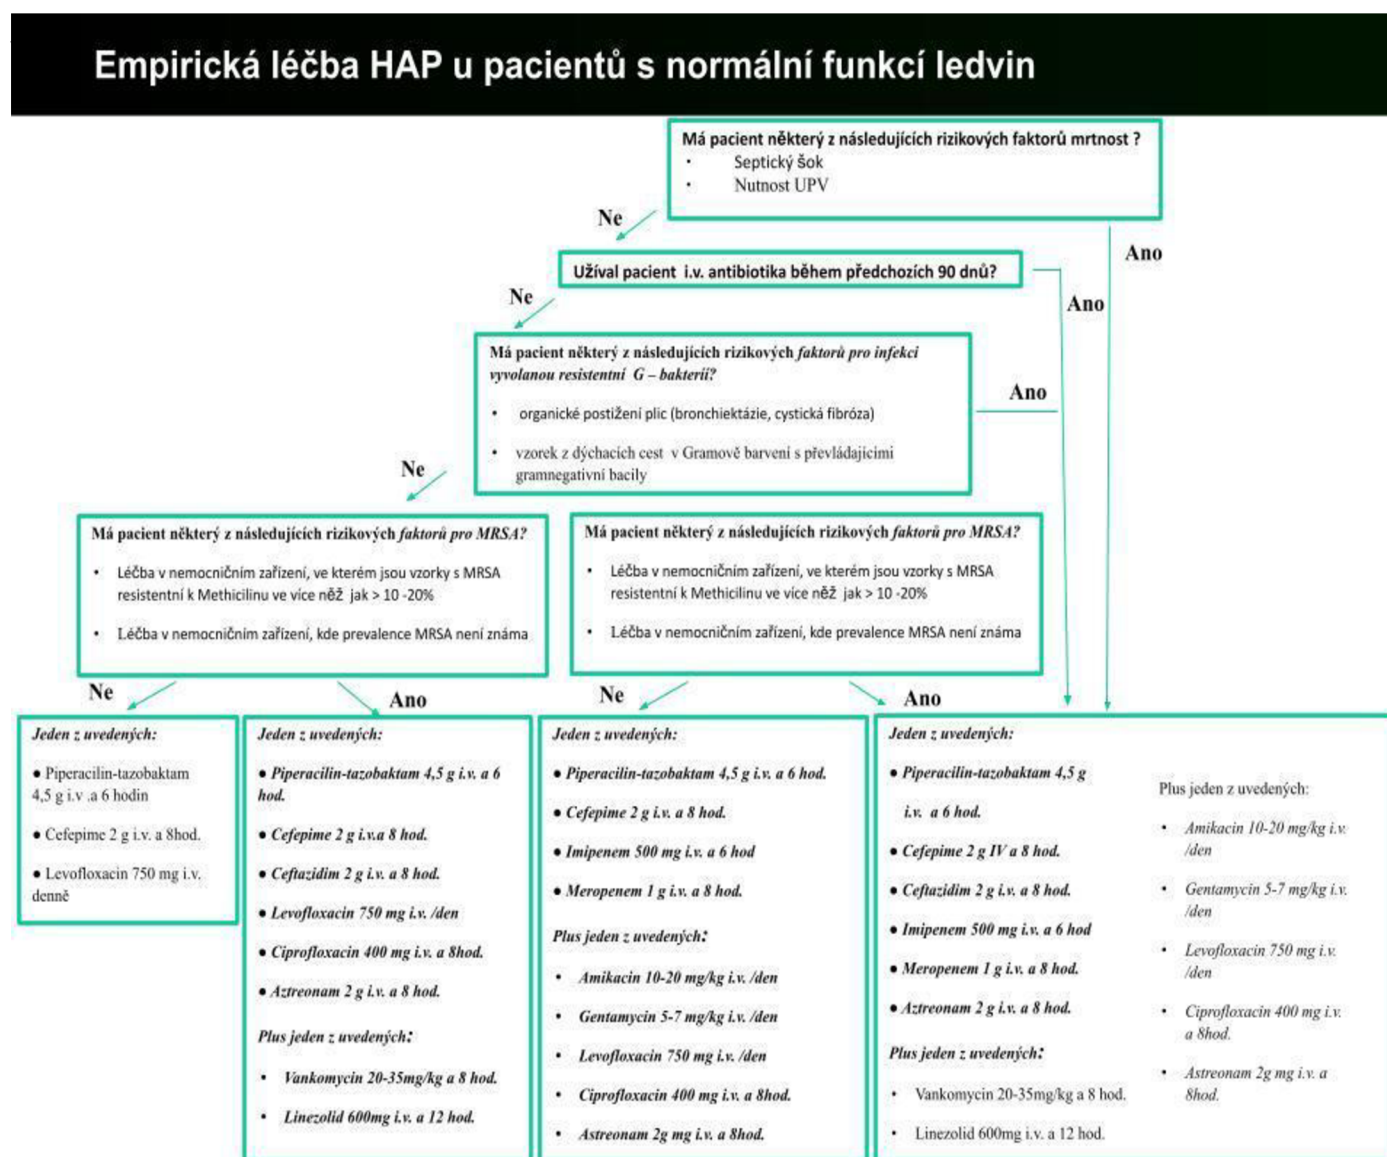 Empirická léčba HAP u pacientů s normální funkcí ledvin
Má pacient některý z následujících rizikových faktorů mrtnost ?
• Septický šok
• Nutnost UPV
Ne
Ano
Užíval pacient i.v. antibiotika během předchozích 90 dnů?
Ne
Ano
Má pacient některý z následujících rizikových faktorů pro infekci
vyvolanou resistentní G – bakterií?
• organické postižení plic (bronchiektázie, cystická fibróza)
• vzorek z dýchacích cest v Gramově barvení s převládajícími
gramnegativní bacily
Ano
Ne
Má pacient některý z následujících rizikových faktorů pro MRSA?
• Léčba v nemocničním zařízení, ve kterém jsou vzorky s MRSA
resistentní k Methicilinu ve více něž jak > 10 -20%
• Léčba v nemocničním zařízení, kde prevalence MRSA není známa
Má pacient některý z následujících rizikových faktorů pro MRSA?
• Léčba v nemocničním zařízení, ve kterém jsou vzorky s MRSA
resistentní k Methicilinu ve více něž jak > 10 -20%
• Léčba v nemocničním zařízení, kde prevalence MRSA není známa
Ne
Ano
Ne
Ano
Jeden z uvedených:
● Piperacilin-tazobaktam
4,5 g i.v .a 6 hodin
● Cefepime 2 g i.v. a 8hod.
● Levofloxacin 750 mg i.v.
denně
Jeden z uvedených:
● Piperacilin-tazobaktam 4,5 g i.v. a 6
hod.
● Cefepime 2 g i.v.a 8 hod.
● Ceftazidim 2 g i.v. a 8 hod.
● Levofloxacin 750 mg i.v. /den
● Ciprofloxacin 400 mg i.v. a 8hod.
● Aztreonam 2 g i.v. a 8 hod.
Plus jeden z uvedených:
• Vankomycin 20-35mg/kg a 8 hod.
• Linezolid 600mg i.v. a 12 hod.
Jeden z uvedených:
● Piperacilin-tazobaktam 4,5 g i.v. a 6 hod.
● Cefepime 2 g i.v. a 8 hod.
● Imipenem 500 mg i.v. a 6 hod
● Meropenem 1 g i.v. a 8 hod.
Plus jeden z uvedených:
• Amikacin 10-20 mg/kg i.v. /den
• Gentamycin 5-7 mg/kg i.v. /den
• Levofloxacin 750 mg i.v. /den
• Ciprofloxacin 400 mg i.v. a 8hod.
• Astreonam 2g mg i.v. a 8hod.
Jeden z uvedených:
● Piperacilin-tazobaktam 4,5 g
i.v. a 6 hod.
● Cefepime 2 g IV a 8 hod.
● Ceftazidim 2 g i.v. a 8 hod.
● Imipenem 500 mg i.v. a 6 hod
● Meropenem 1 g i.v. a 8 hod.
● Aztreonam 2 g i.v. a 8 hod.
Plus jeden z uvedených:
• Vankomycin 20-35mg/kg a 8 hod.
• Linezolid 600mg i.v. a 12 hod.
Plus jeden z uvedených:
• Amikacin 10-20 mg/kg i.v.
/den
• Gentamycin 5-7 mg/kg i.v.
/den
• Levofloxacin 750 mg i.v.
/den
• Ciprofloxacin 400 mg i.v.
a 8hod.
• Astreonam 2g mg i.v. a
8hod.